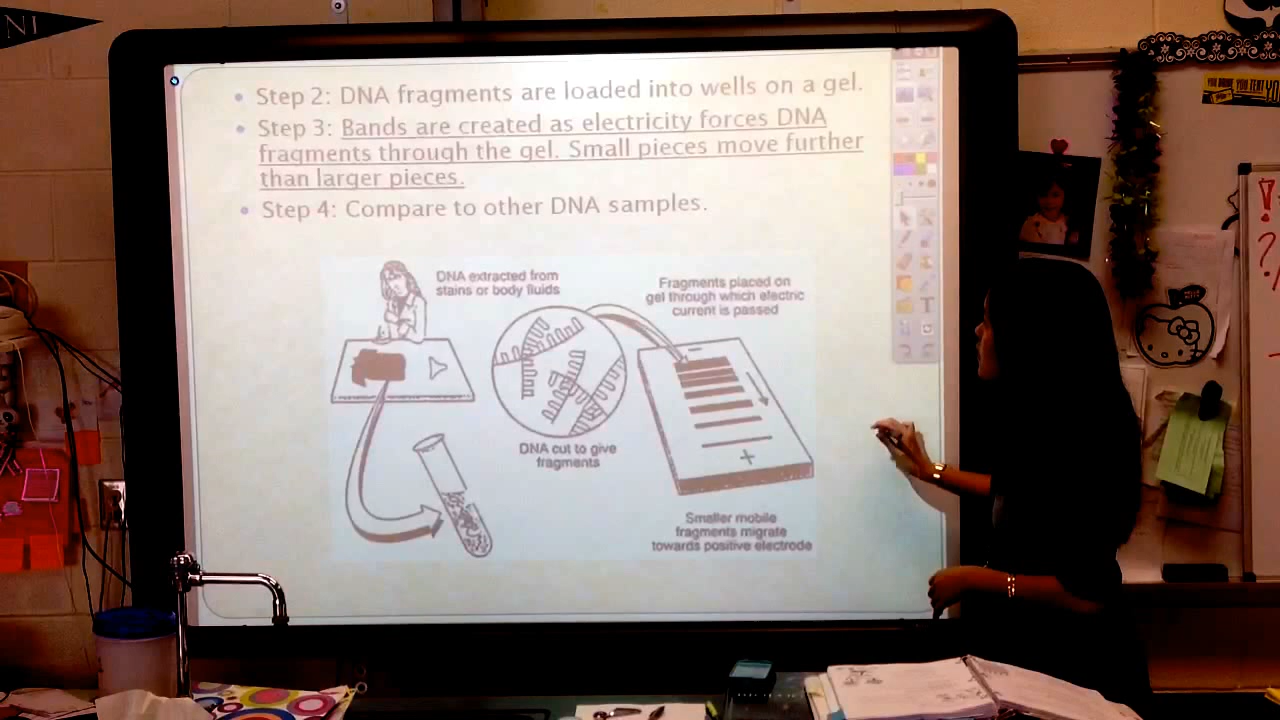 NI
Step 2: DNA fragments are loaded into wells on a gel.
Step 3: Bands are created as electricity forces DNA
fragments through the gel. Small pieces move further
than larger pieces.
Step 4: Compare to other DNA samples.
DNA extracted from
stains or body fluids
Fragments placed on
gel through which electric
current is passed
DNA cut to give
fragments
Smaller mobile
fragments migrate
towards positive electrode
T
- 
+
!
?